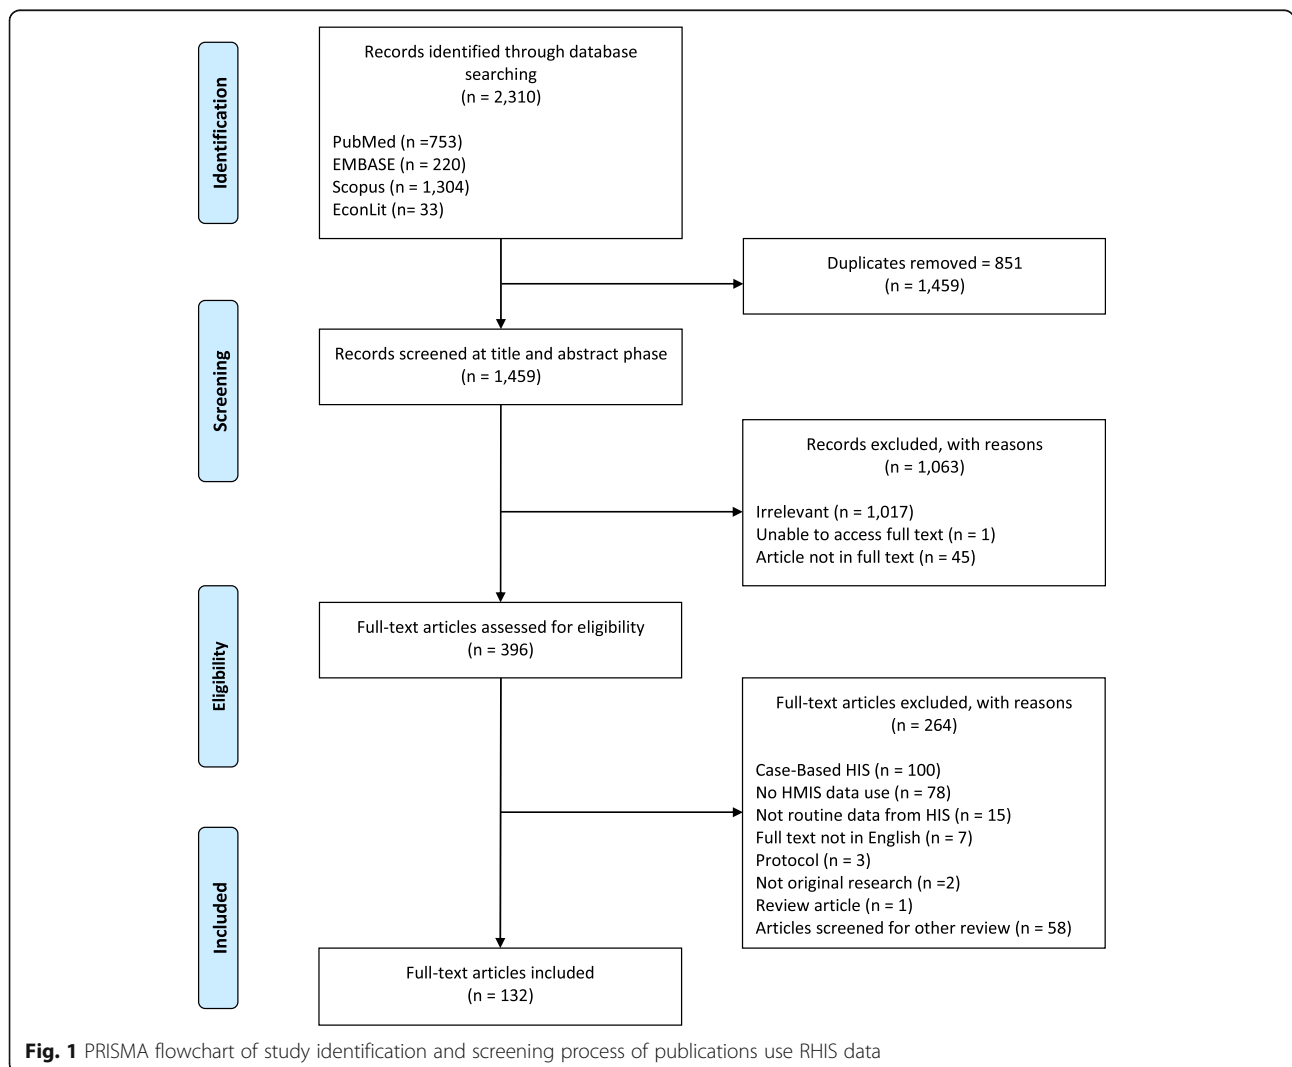 Identification
Records identified through database
searching
(n = 2,310)
PubMed (n =753)
EMBASE (n = 220)
Scopus (n = 1,304)
EconLit (n= 33)
Duplicates removed = 851
(n = 1,459)
Screening
Records screened at title and abstract phase
(n = 1,459)
Records excluded, with reasons
(n = 1,063)
Irrelevant (n = 1,017)
Unable to access full text (n = 1)
Article not in full text (n = 45)
Eligibility
Full-text articles assessed for eligibility
(n = 396)
Full-text articles excluded, with reasons
(n = 264)
Case-Based HIS (n = 100)
No HMIS data use (n = 78)
Not routine data from HIS (n = 15)
Full text not in English (n = 7)
Protocol (n = 3)
Not original research (n =2)
Review article (n = 1)
Articles screened for other review (n = 58)
Included
Full-text articles included
(n = 132)
Fig. 1 PRISMA flowchart of study identification and screening process of publications use RHIS data